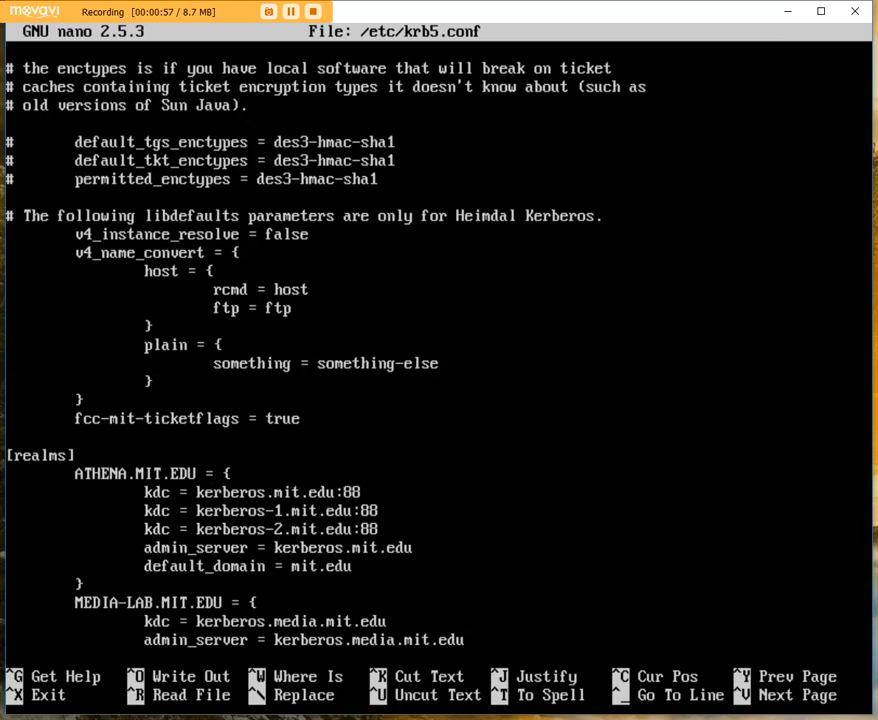 movavi Recording [00:00:57 / 8.7 MB]
GNU nano 2.5.3 File: /etc/krb5.conf
# the enctypes is if you have local software that will break on ticket
# caches containing ticket encryption types it doesn't know about (such as
# old versions of Sun Java).
# default_tgs_enctypes = des3-hmac-sha1
# default_tkt_enctypes = des3-hmac-sha1
# permitted_enctypes = des3-hmac-sha1
# The following libdefaults parameters are only for Heimdal Kerberos.
v4_instance_resolve = false
v4_name_convert = {
host = {
rcmd = host
ftp = ftp
}
plain = {
something = something-else
}
}
fcc-mit-ticketflags = true
[realms]
ATHENA.MIT.EDU = {
kdc = kerberos.mit.edu:88
kdc = kerberos-1.mit.edu:88
kdc = kerberos-2.mit.edu:88
admin_server = kerberos.mit.edu
default_domain = mit.edu
}
MEDIA-LAB.MIT.EDU = {
kdc = kerberos.media.mit.edu
admin_server = kerberos.media.mit.edu
^G Get Help ^O Write Out ^W Where Is ^K Cut Text ^J Justify ^C Cur Pos ^Y Prev Page
^X Exit ^R Read File ^\ Replace ^U Uncut Text ^T To Spell ^_ Go To Line ^V Next Page